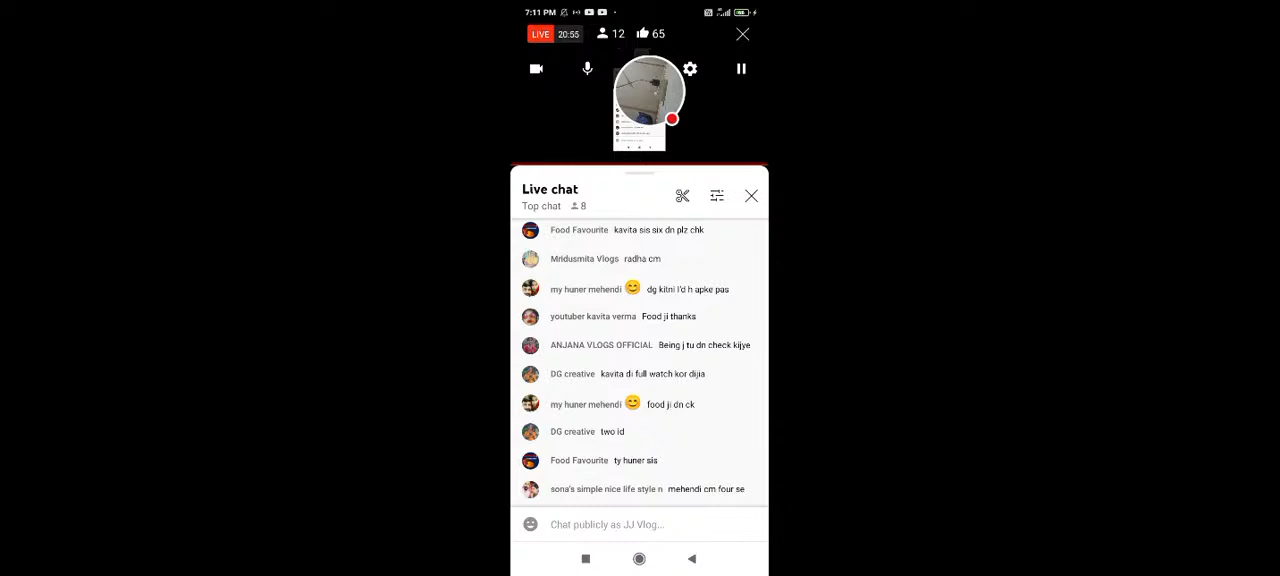 7:11 PM
LIVE 20:55 12 65
Live chat
Top chat 8
Food Favourite kavita sis six dn plz chk
Mridusmita Vlogs radha cm
my huner mehendi 😊 dg kitni I'd h apke pas
youtuber kavita verma Food ji thanks
ANJANA VLOGS OFFICIAL Being j tu dn check kijye
DG creative kavita di full watch kor dijia
my huner mehendi 😊 food ji dn ck
DG creative two id
Food Favourite ty huner sis
sona's simple nice life style n mehendi cm four se
Chat publicly as JJ Vlog...